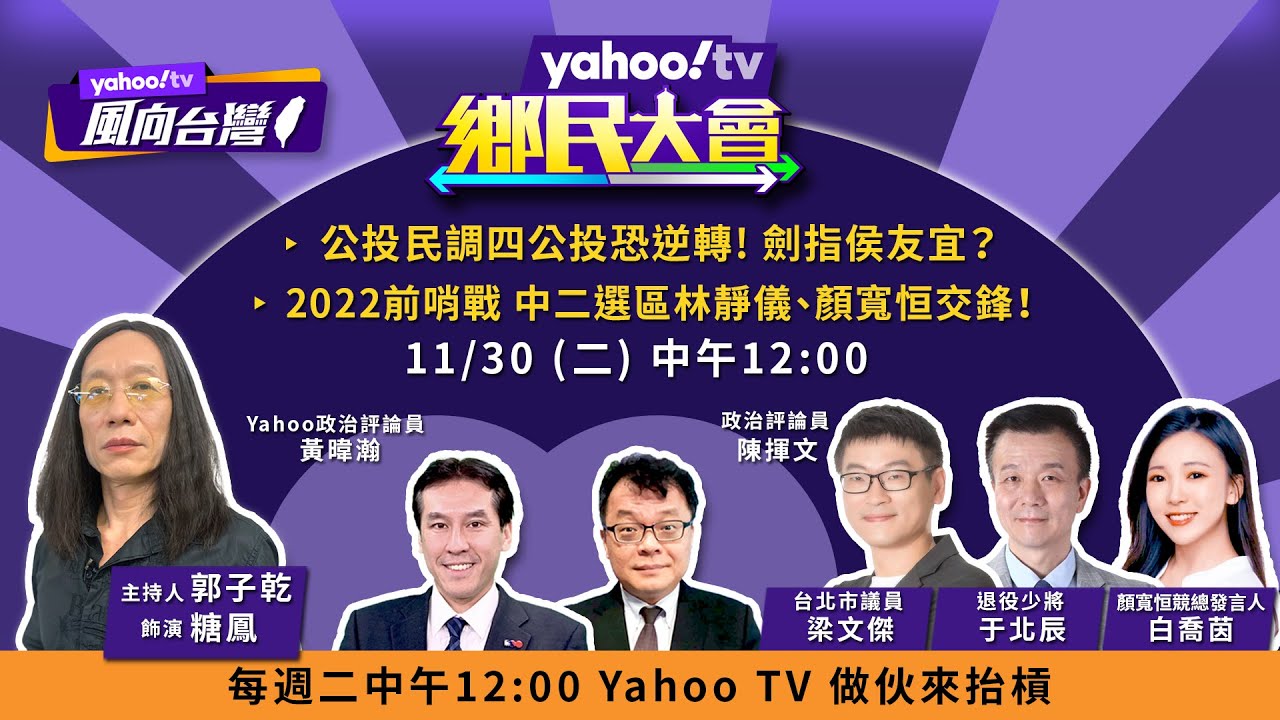 yahoo!tv
風向台灣
yahoo!tv
鄉民大會
公投民調四公投恐逆轉! 劍指侯友宜?
2022前哨戰 中二選區林靜儀、顏寬恒交鋒!
11/30 (二) 中午12:00
Yahoo政治評論員
黃暐瀚
政治評論員
陳揮文
主持人 郭子乾
飾演 糖鳳
台北市議員
梁文傑
退役少將
于北辰
顏寬恒競總發言人
白喬茵
每週二中午12:00 Yahoo TV 做伙來抬槓